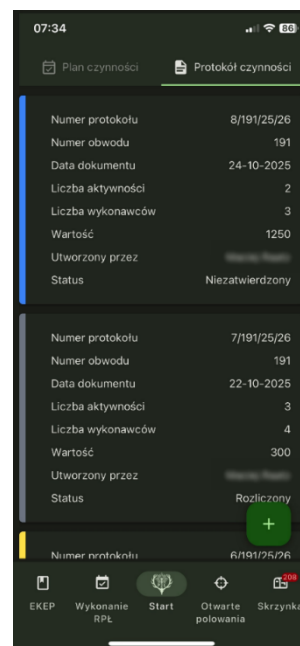 07:34 86
Plan czynności Protokół czynności
Numer protokołu 8/191/25/26
Numer obwodu 191
Data dokumentu 24-10-2025
Liczba aktywności 2
Liczba wykonawców 3
Wartość 1250
Utworzony przez
Status Niezatwierdzony
Numer protokołu 7/191/25/26
Numer obwodu 191
Data dokumentu 22-10-2025
Liczba aktywności 3
Liczba wykonawców 4
Wartość 300
Utworzony przez
Status Rozliczony
+
Numer protokołu 6/191/25/26
208
EKEP Wykonanie RPŁ Start Otwarte polowania Skrzynka